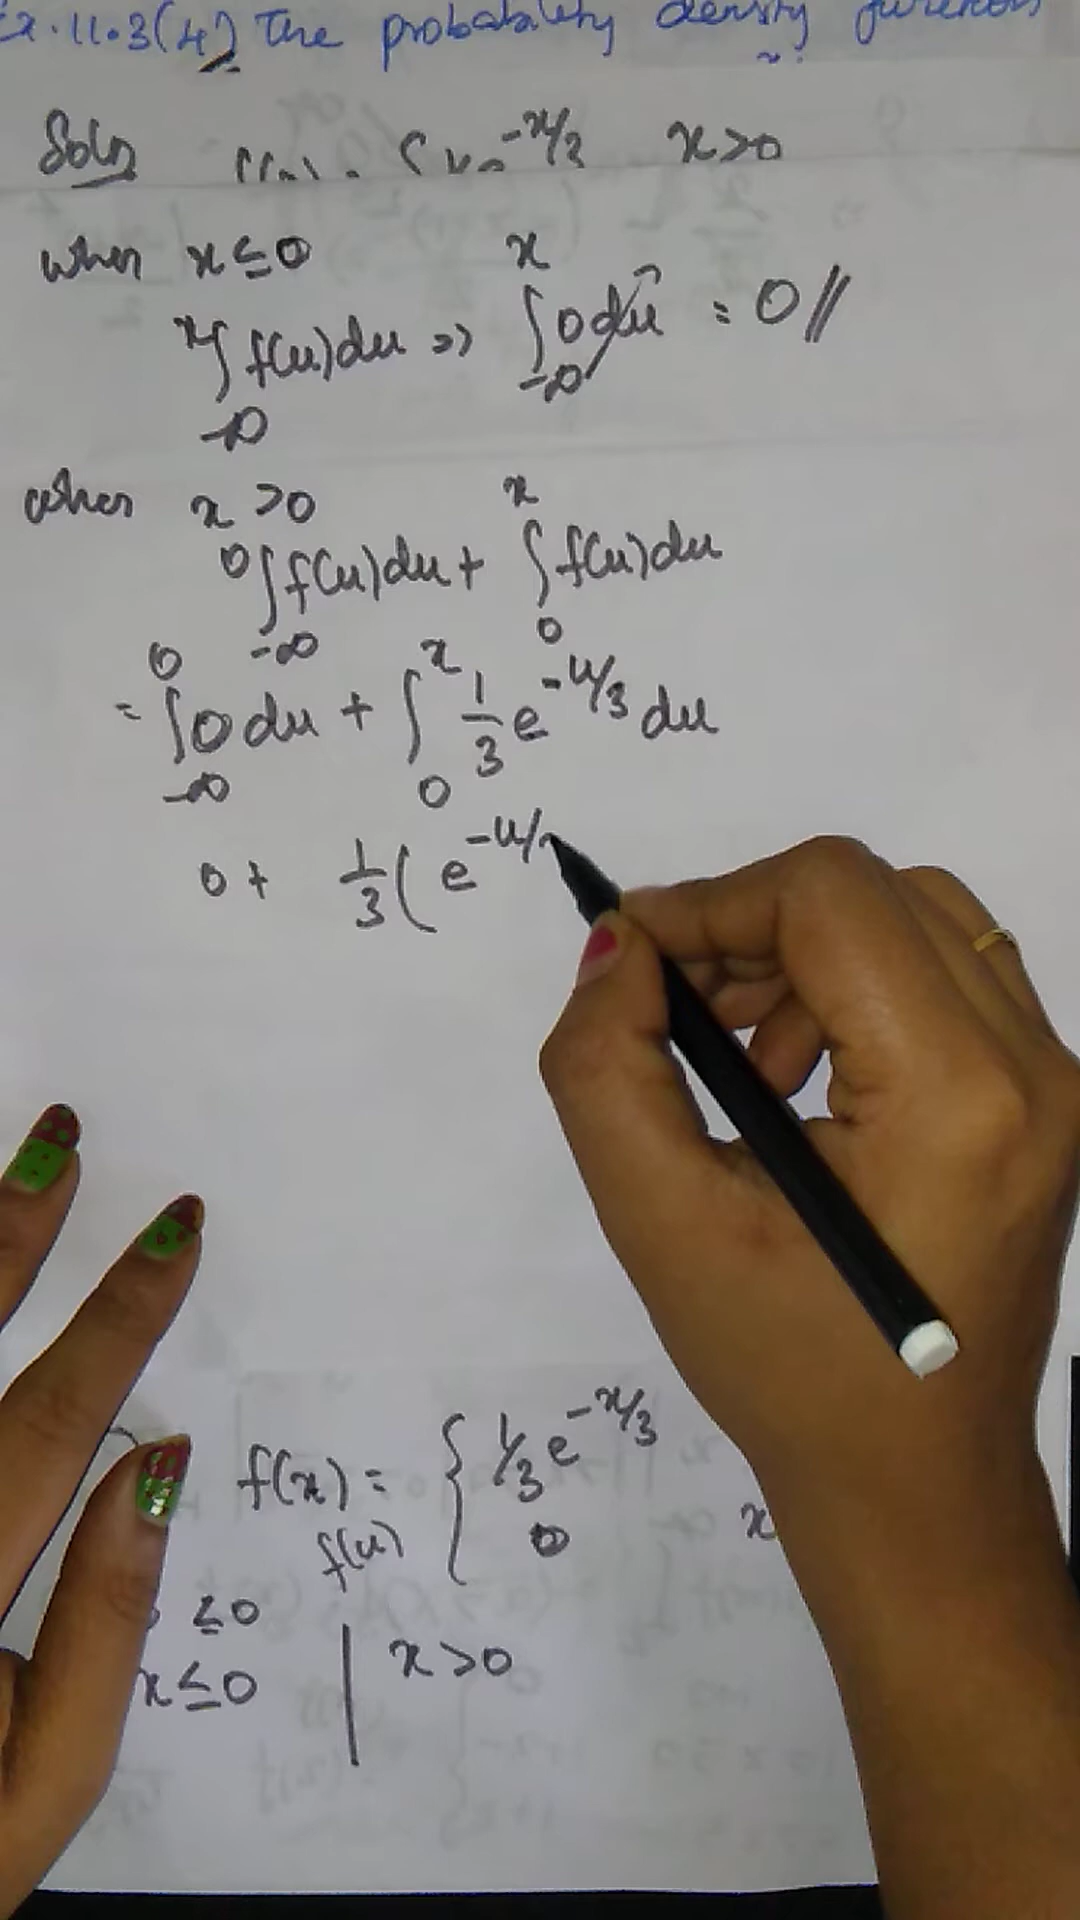 Ex. 11.3(4) The probability density function
Soln -x/3 x>0
when x≤0
x∫-∞ f(u)du ⇒ x∫-∞ 0 du = 0//
when x>0
0∫-∞ f(u)du + x∫0 f(u)du
= 0∫-∞ 0 du + x∫0 1/3 e^-u/3 du
0 + 1/3( e^-u/
f(x) = { 1/3 e^-x/3
f(u) 0 x
≤0
x≤0 | x>0